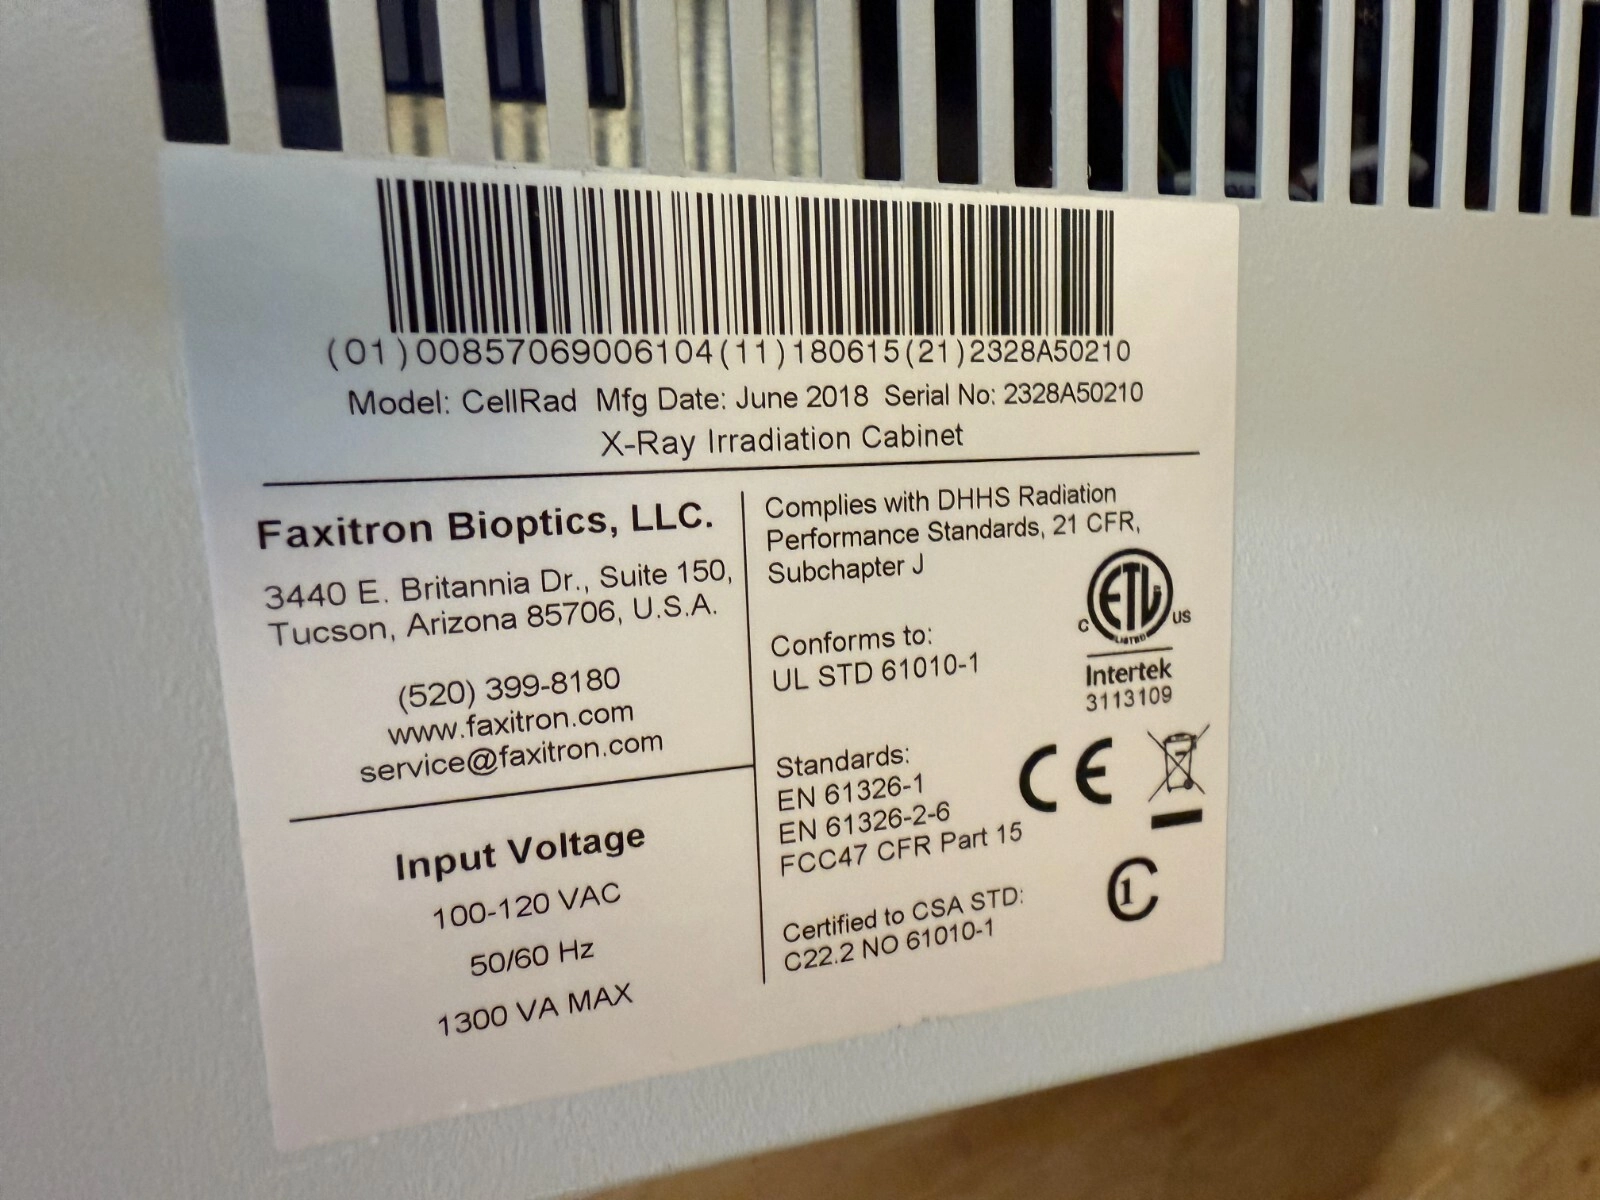 (01)00857069006104(11)180615(21)2328A50210
Model: CellRad Mfg Date: June 2018 Serial No: 2328A50210
X-Ray Irradiation Cabinet
Faxitron Bioptics, LLC.
3440 E. Britannia Dr., Suite 150,
Tucson, Arizona 85706, U.S.A.
(520) 399-8180
www.faxitron.com
service@faxitron.com
Input Voltage
100-120 VAC
50/60 Hz
1300 VA MAX
Complies with DHHS Radiation
Performance Standards, 21 CFR,
Subchapter J
Conforms to:
UL STD 61010-1
C ETL US
LISTED
Intertek
3113109
Standards:
EN 61326-1
EN 61326-2-6
FCC47 CFR Part 15
CE
Certified to CSA STD:
C22.2 NO 61010-1
C1